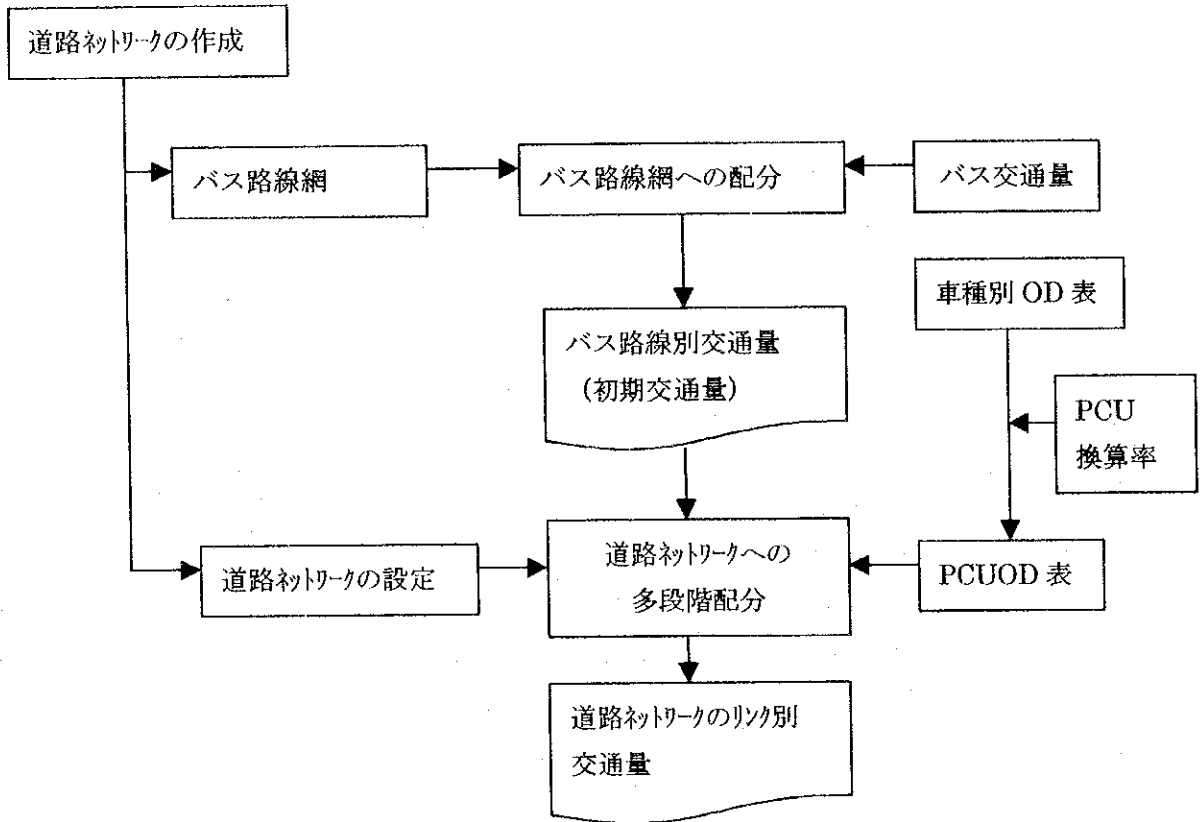 道路ネットワークの作成
バス路線網
バス路線網への配分
バス交通量
車種別 OD 表
バス路線別交通量
(初期交通量)
PCU
換算率
道路ネットワークの設定
道路ネットワークへの
多段階配分
PCUOD 表
道路ネットワークのリンク別
交通量